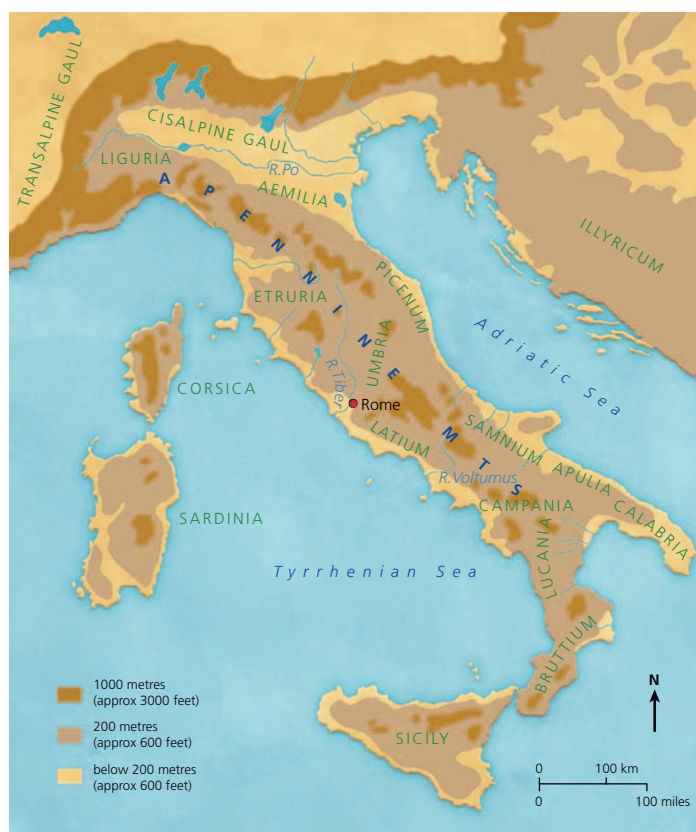 TRANSALPINE GAUL
CISALPINE GAUL
LIGURIA
R.Po
AEMILIA
APENNINE MTS
ILLYRICUM
PICENUM
ETRURIA
UMBRIA
Adriatic Sea
R.Tiber
CORSICA
Rome
LATIUM
SAMNIUM
R.Volturnus
APULIA
CAMPANIA
CALABRIA
SARDINIA
LUCANIA
Tyrrhenian Sea
BRUTTIUM
SICILY
1000 metres
(approx 3000 feet)
200 metres
(approx 600 feet)
below 200 metres
(approx 600 feet)
N
0 100 km
0 100 miles